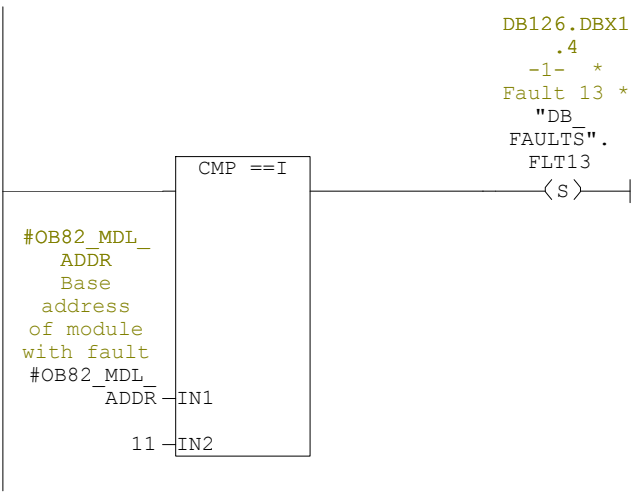 DB126.DBX1
.4
-1-  *
Fault 13 *
"DB_
FAULTS".
FLT13
CMP ==I
S
#OB82_MDL_
ADDR
Base
address
of module
with fault
#OB82_MDL_
ADDR IN1
11 IN2